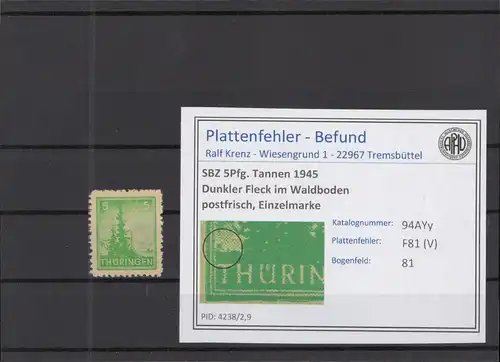 5 5
THÜRINGEN
Plattenfehler - Befund
Ralf Krenz - Wiesengrund 1 - 22967 Tremsbüttel
SBZ 5Pfg. Tannen 1945
Dunkler Fleck im Waldboden
postfrisch, Einzelmarke
Katalognummer: 94AYy
Plattenfehler: F81 (V)
Bogenfeld: 81
THÜRIN
PID: 4238/2,9